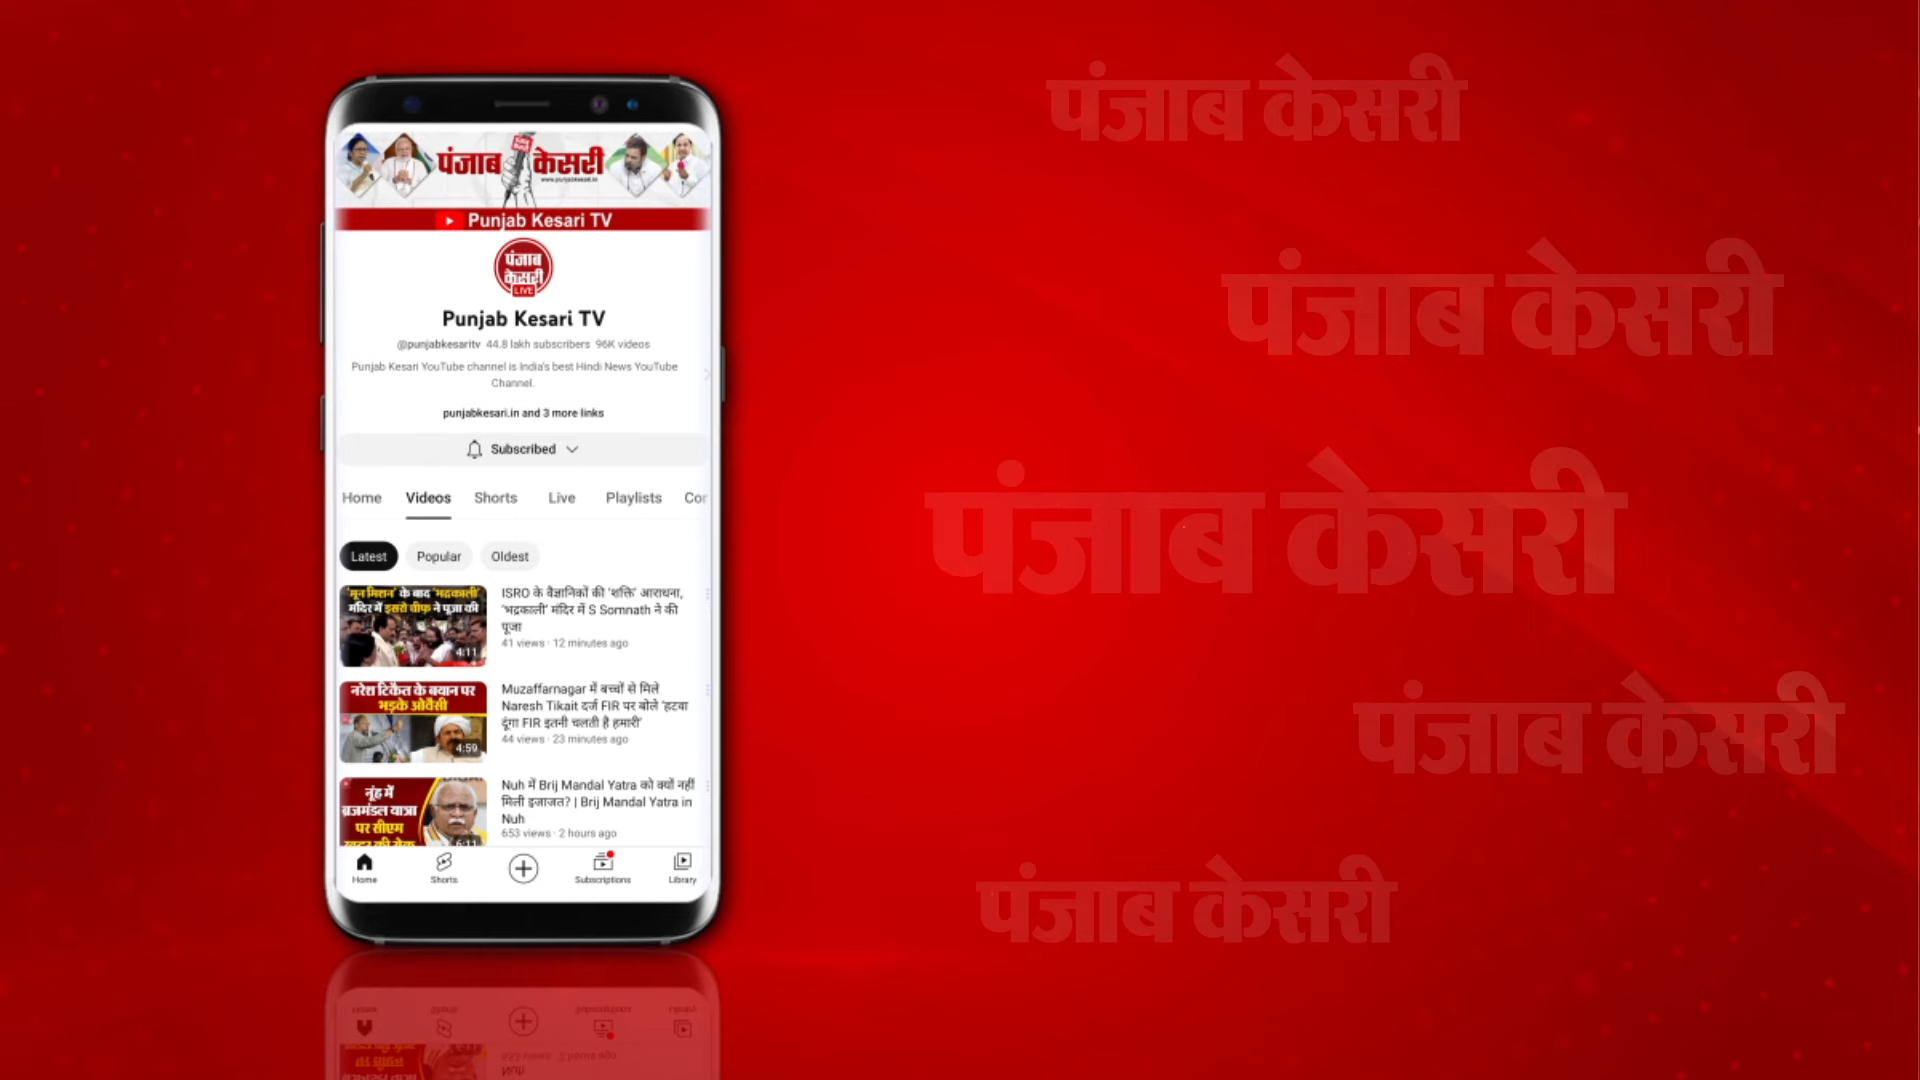 पंजाब केसरी
www.punjabkesari.in
Punjab Kesari TV
पंजाब
केसरी
LIVE
Punjab Kesari TV
@punjabkesaritv 44.8 lakh subscribers 96K videos
Punjab Kesari YouTube channel is India's best Hindi News YouTube
Channel.
punjabkesari.in and 3 more links
Subscribed
Home Videos Shorts Live Playlists Cor
Latest Popular Oldest
'मून मिशन' के बाद 'भद्रकाली'
मंदिर में इसरो चीफ ने पूजा की
4:11
ISRO के वैज्ञानिकों की 'शक्ति' आराधना,
'भद्रकाली' मंदिर में S Somnath ने की
पूजा
41 views · 12 minutes ago
नरेश टिकैत के बयान पर
भड़के ओवैसी
4:59
Muzaffarnagar में बच्चों से मिले
Naresh Tikait दर्ज FIR पर बोले 'हटवा
दूंगा FIR इतनी चलती है हमारी'
44 views · 23 minutes ago
नूंह में
ब्रजमंडल यात्रा
पर सीएम
6:11
Nuh में Brij Mandal Yatra को क्यों नहीं
मिली इजाजत? | Brij Mandal Yatra in
Nuh
653 views · 2 hours ago
Home Shorts Subscriptions Library
पंजाब केसरी
पंजाब केसरी
पंजाब केसरी
पंजाब केसरी
पंजाब केसरी